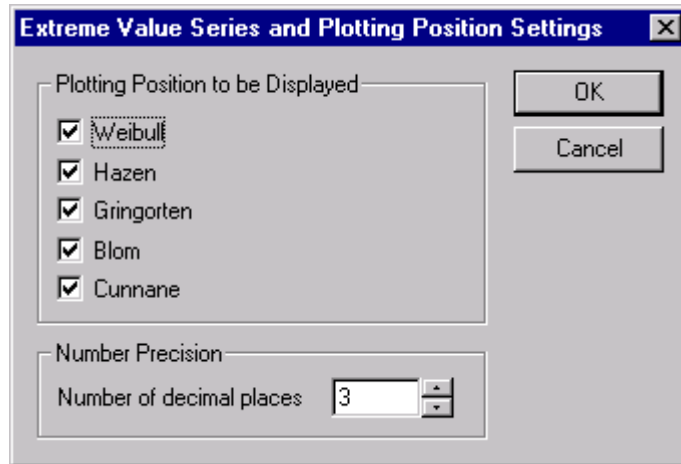 Extreme Value Series and Plotting Position Settings
Plotting Position to be Displayed
OK
Weibull
Cancel
Hazen
Gringorten
Blom
Cunnane
Number Precision
Number of decimal places 3